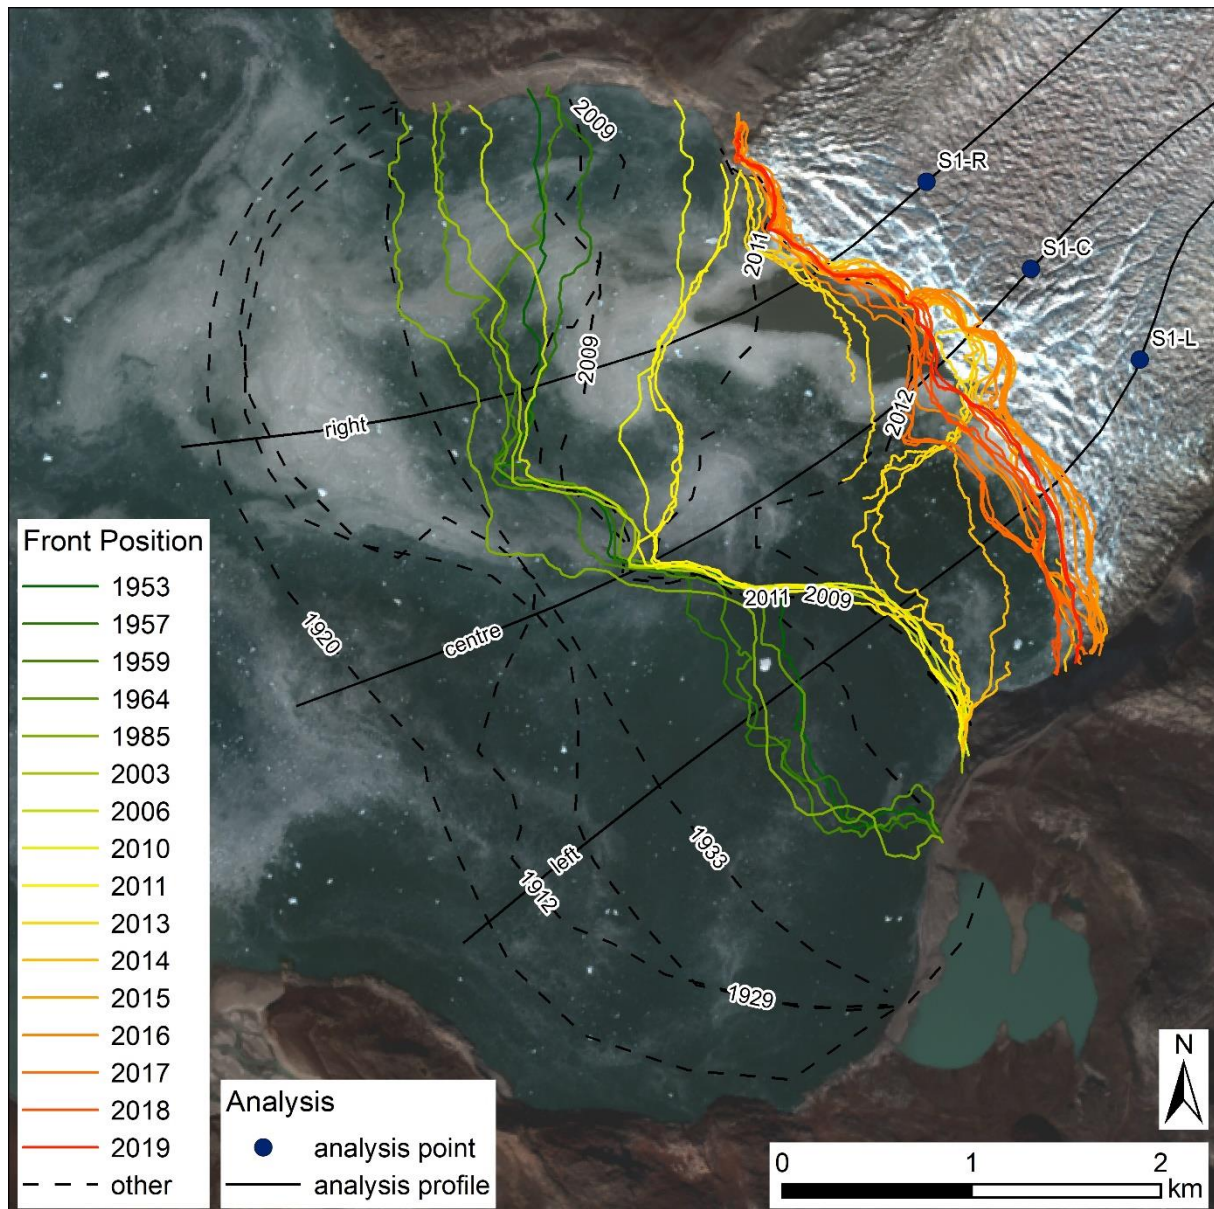 2009
S1-R
2011
S1-C
2009
S1-L
2012
right
Front Position
1953
1957
1959
1964
1985
2003
2006
2010
2011
2013
2014
2015
2016
2017
2018
2019
other
2011
2009
1920
centre
1933
left
1912
1929
Analysis
analysis point
analysis profile
N
0 1 2
km